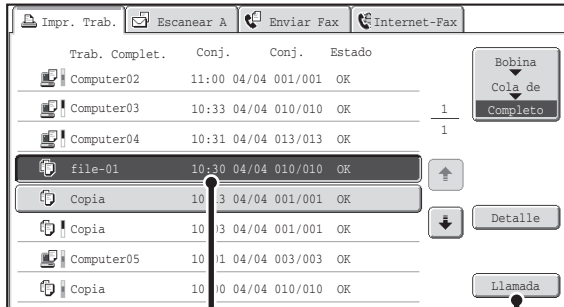 Impr. Trab. Escanear A Enviar Fax Internet-Fax
Trab. Complet. Conj. Conj. Estado
Computer02 11:00 04/04 001/001 OK
Computer03 10:33 04/04 010/010 OK
Computer04 10:31 04/04 013/013 OK
file-01 10:30 04/04 010/010 OK
Copia 04/04 001/001 OK
Copia 04/04 001/001 OK
Computer05 04/04 003/003 OK
Copia 04/04 010/010 OK
1
1
Bobina
Cola de
Completo
Detalle
Llamada